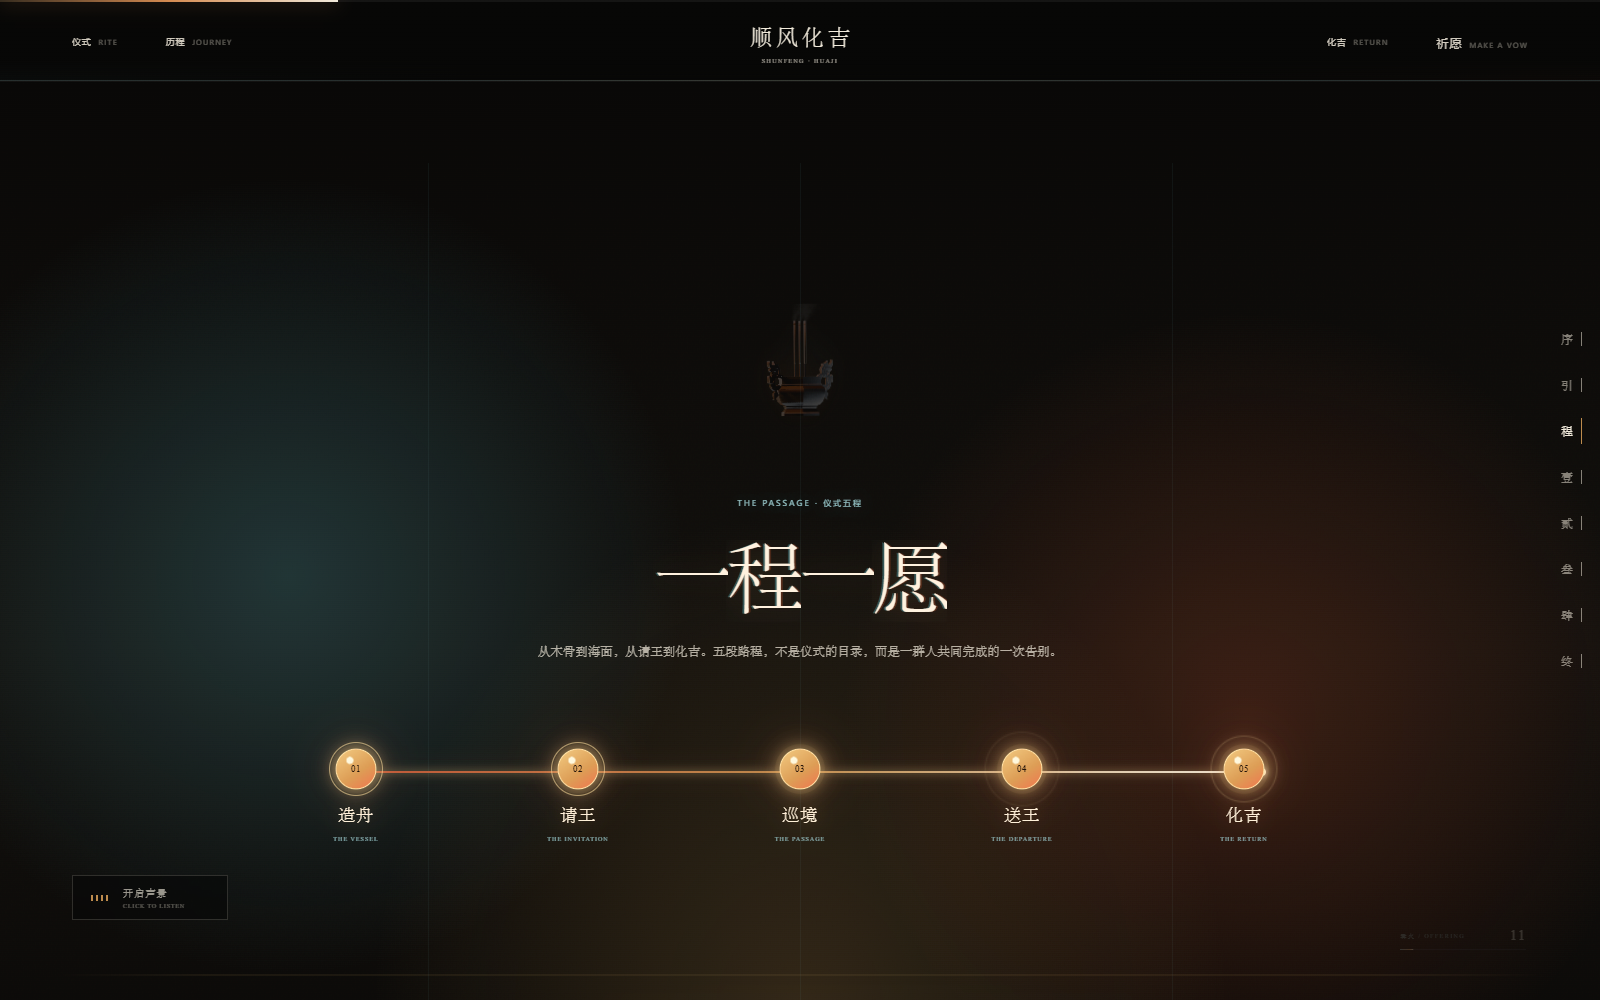 仪式 RITE
历程 JOURNEY
顺风化吉
SHUNFENG · HUAJI
化吉 RETURN
祈愿 MAKE A VOW
序
引
程
壹
贰
叁
肆
终
THE PASSAGE · 仪式五程
一程一愿
从木骨到海面，从请王到化吉。五段路程，不是仪式的目录，而是一群人共同完成的一次告别。
01
02
03
04
05
造舟
请王
巡境
送王
化吉
THE VESSEL
THE INVITATION
THE PASSAGE
THE DEPARTURE
THE RETURN
开启声景
CLICK TO LISTEN
11